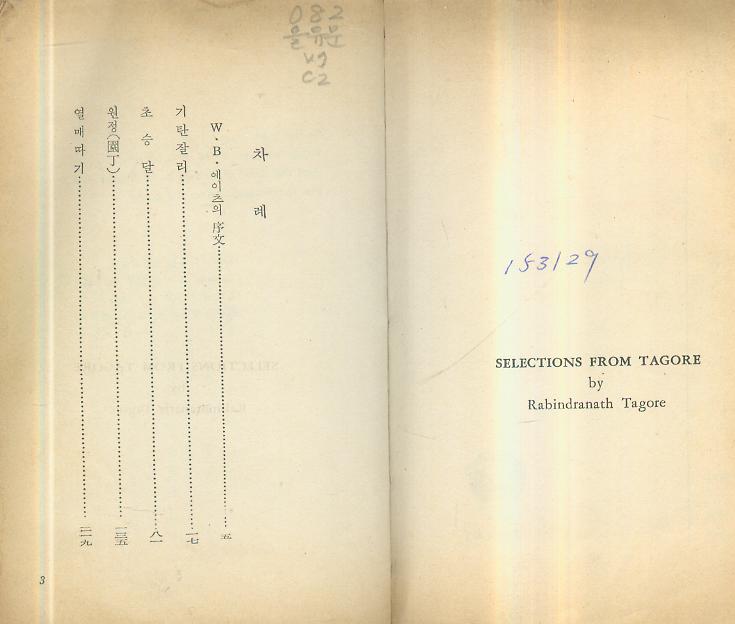 153129
SELECTIONS FROM TAGORE
by
Rabindranath Tagore
082
을유문
C2
차 례
W·B·예이츠의 序文 …… 五
기탄잘리 …… 一七
초승달 …… 八一
원정(園丁) …… 一三五
열매따기 …… 二一九
3